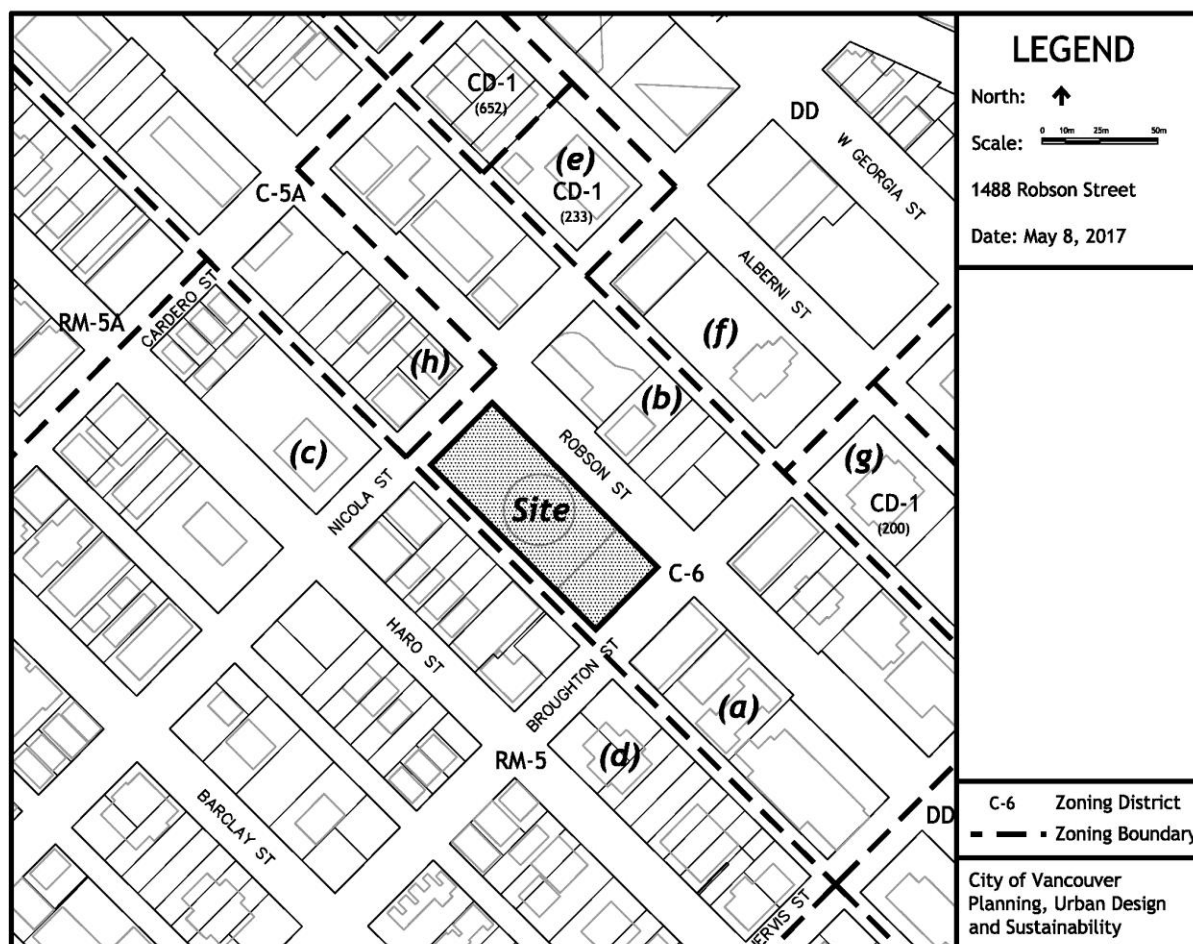 CD-1
(652)
DD
W GEORGIA ST
(e)
CD-1
(233)
C-5A
ALBERNI ST
CARDERO ST
RM-5A
(f)
(h)
(b)
ROBSON ST
(c)
(g)
CD-1
(200)
NICOLA ST
Site
C-6
HARO ST
BROUGHTON ST
(a)
(d)
RM-5
BARCLAY ST
DD
LEGEND
North:
Scale: 0 10m 25m 50m
1488 Robson Street
Date: May 8, 2017
C-6 Zoning District
Zoning Boundary
City of Vancouver
Planning, Urban Design
and Sustainability